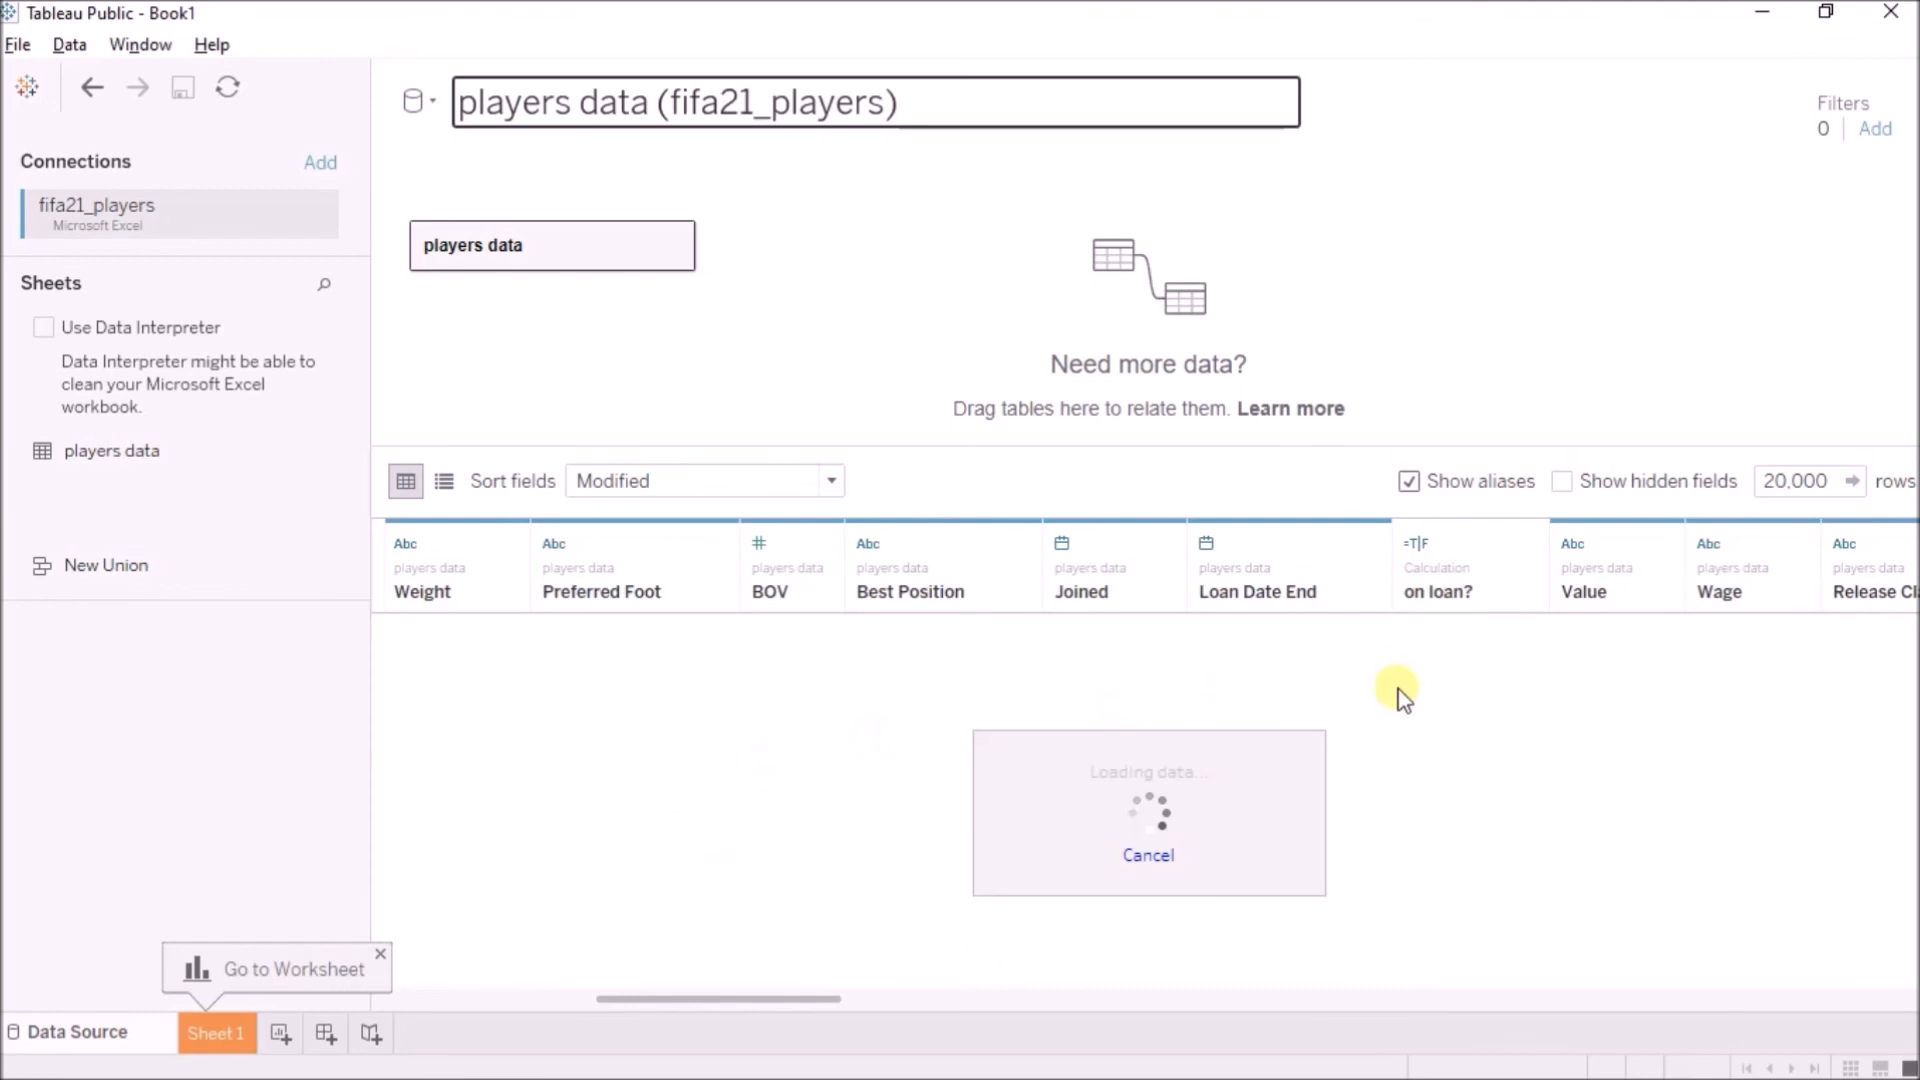 Tableau Public - Book1
File Data Window Help
players data (fifa21_players)
Filters
0 Add
Connections Add
fifa21_players
Microsoft Excel
players data
Sheets
Use Data Interpreter
Data Interpreter might be able to
clean your Microsoft Excel
workbook.
Need more data?
Drag tables here to relate them. Learn more
players data
Sort fields Modified Show aliases Show hidden fields 20,000 rows
Abc Abc # Abc =T|F Abc Abc Abc
players data players data players data players data players data players data Calculation players data players data players data
Weight Preferred Foot BOV Best Position Joined Loan Date End on loan? Value Wage Release Cl
New Union
Loading data...
Cancel
Go to Worksheet
Data Source Sheet 1